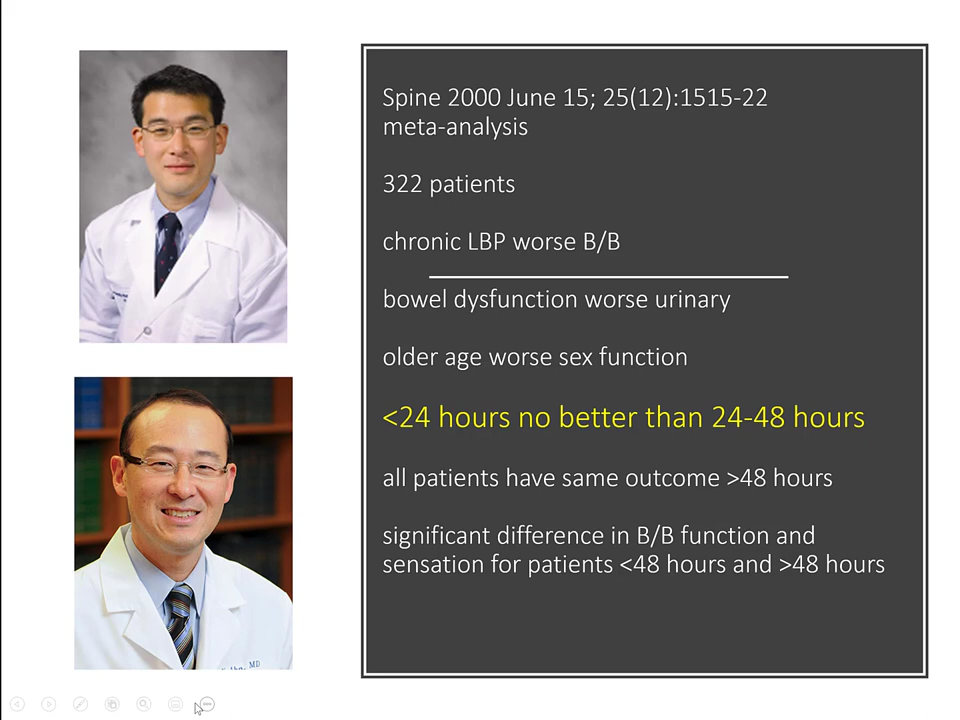 Spine 2000 June 15; 25(12):1515-22
meta-analysis
322 patients
chronic LBP worse B/B
bowel dysfunction worse urinary
older age worse sex function
<24 hours no better than 24-48 hours
all patients have same outcome >48 hours
significant difference in B/B function and
sensation for patients <48 hours and >48 hours
MD